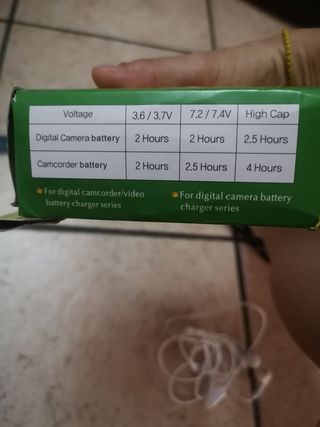 Voltage 3.6 / 3.7V 7.2 / 7,4V High Cap
Digital Camera battery 2 Hours 2 Hours 2.5 Hours
Camcorder battery 2 Hours 2.5 Hours 4 Hours
For digital camcorder/video
battery charger series
For digital camera battery
charger series